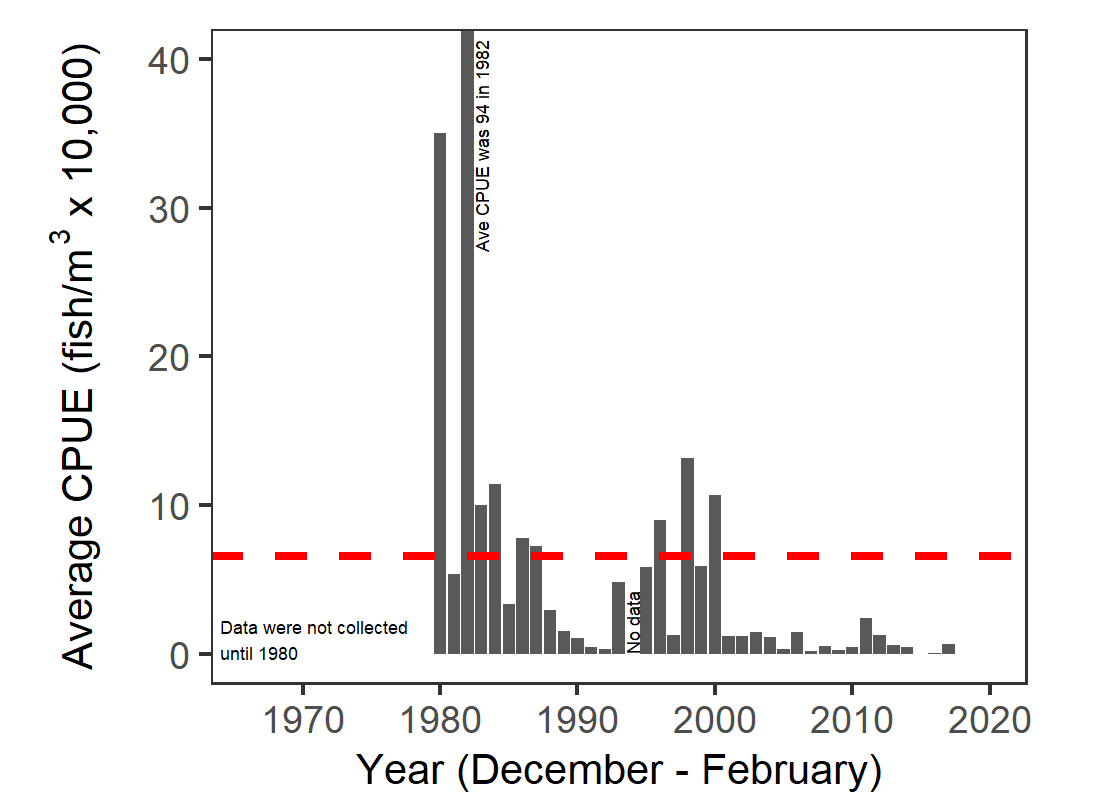 Average CPUE (fish/m³ x 10,000)
40
30
20
10
0
Ave CPUE was 94 in 1982
No data
Data were not collected
until 1980
1970
1980
1990
2000
2010
2020
Year (December - February)